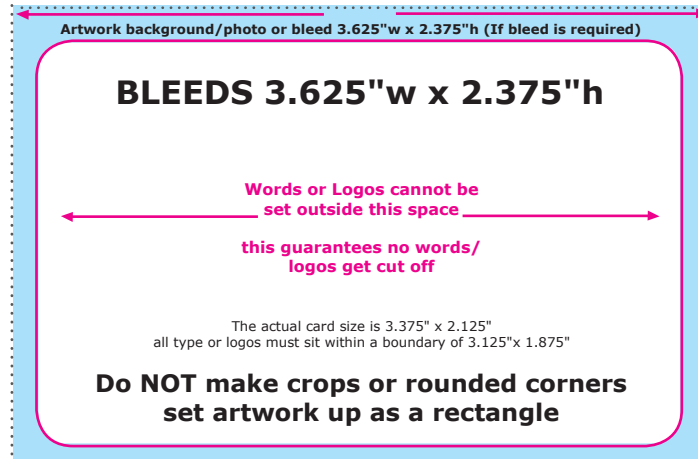 Artwork background/photo or bleed 3.625"w x 2.375"h (If bleed is required)
BLEEDS 3.625"w x 2.375"h
Words or Logos cannot be
set outside this space
this guarantees no words/
logos get cut off
The actual card size is 3.375" x 2.125"
all type or logos must sit within a boundary of 3.125"x 1.875"
Do NOT make crops or rounded corners
set artwork up as a rectangle